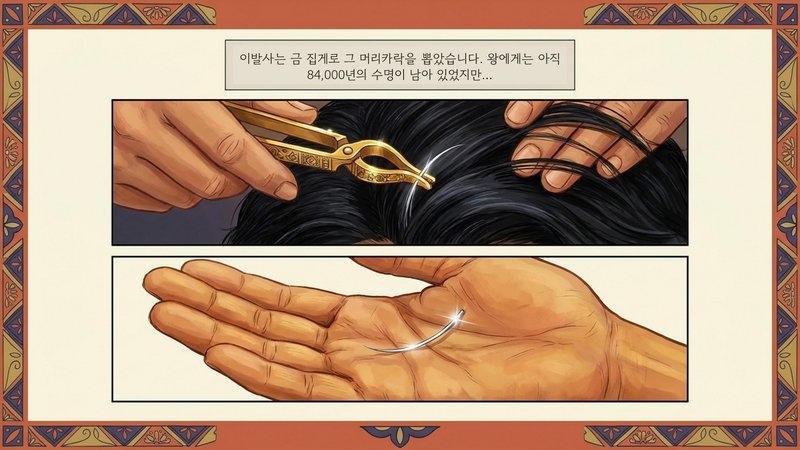 이발사는 금 집게로 그 머리카락을 뽑았습니다. 왕에게는 아직
84,000년의 수명이 남아 있었지만...